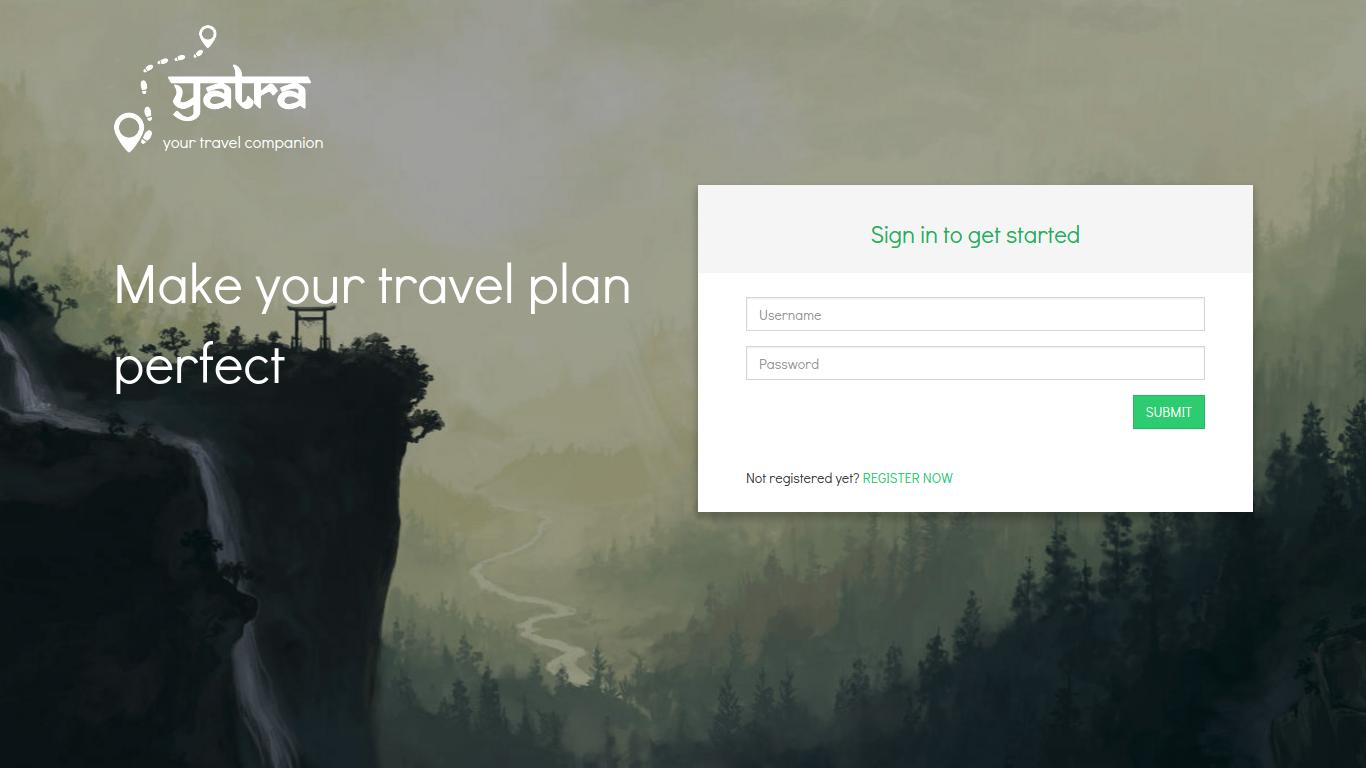 yatra
your travel companion
Make your travel plan
perfect
Sign in to get started
Username
Password
SUBMIT
Not registered yet? REGISTER NOW